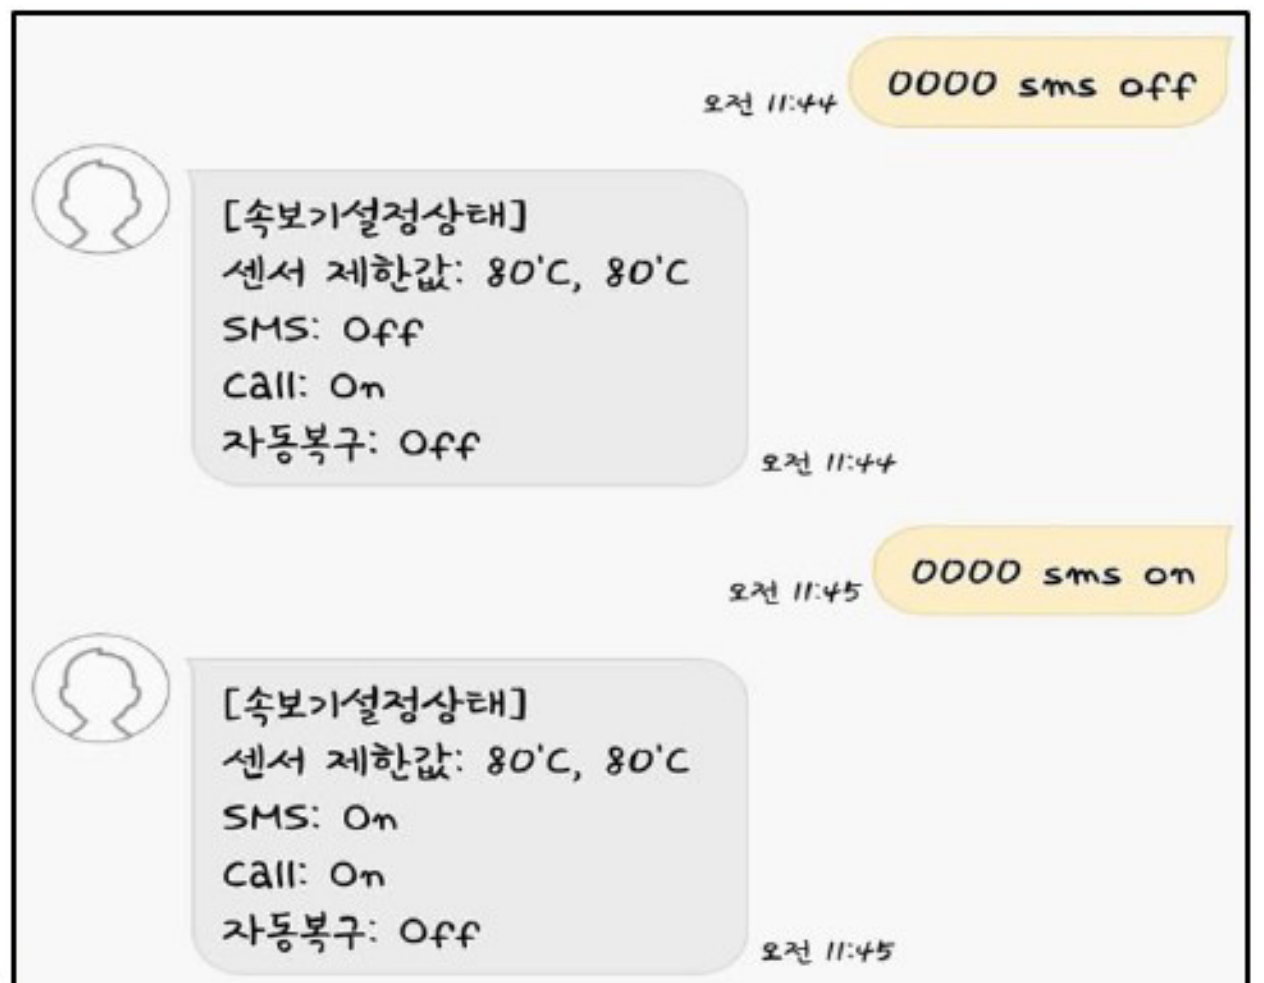 0000 sms off
오전 11:44
[속보기설정상태]
센서 제한값: 80'C, 80'C
SMS: Off
Call: On
자동복구: Off
오전 11:44
0000 sms on
오전 11:45
[속보기설정상태]
센서 제한값: 80'C, 80'C
SMS: On
Call: On
자동복구: Off
오전 11:45